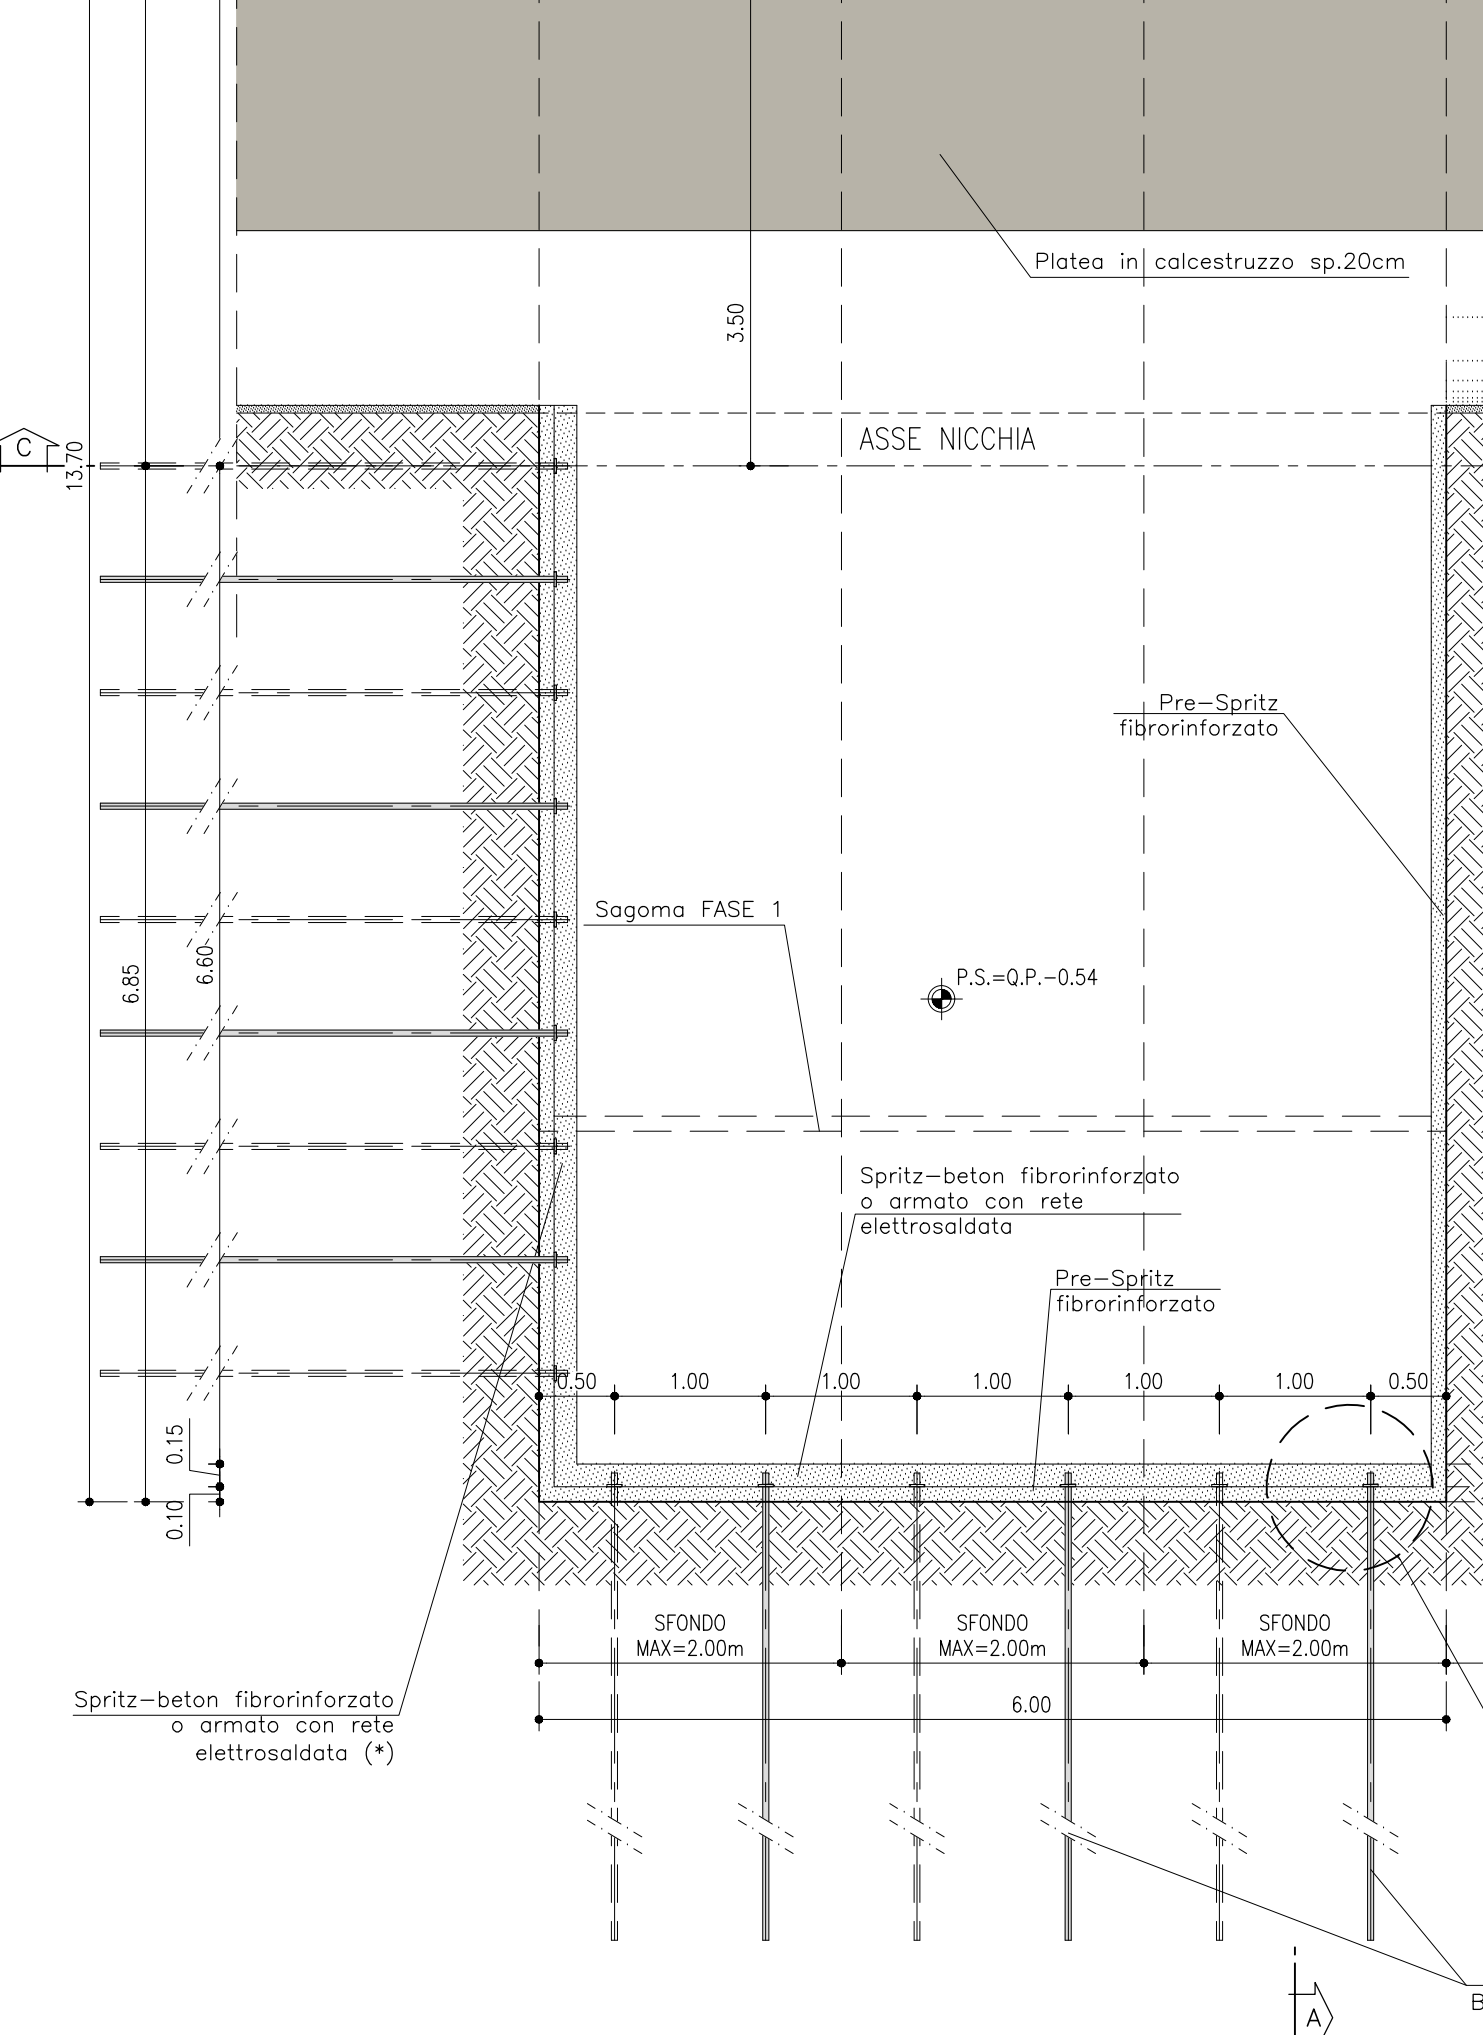 Platea in calcestruzzo sp.20cm
3.50
ASSE NICCHIA
C
13.70
Pre-Spritz
fibrorinforzato
Sagoma FASE 1
6.85
6.60
P.S.=Q.P.-0.54
Spritz-beton fibrorinforzato
o armato con rete
elettrosaldata
Pre-Spritz
fibrorinforzato
0.50 1.00 1.00 1.00 1.00 1.00 0.50
0.15
0.10
SFONDO
MAX=2.00m
SFONDO
MAX=2.00m
SFONDO
MAX=2.00m
6.00
Spritz-beton fibrorinforzato
o armato con rete
elettrosaldata (*)
A